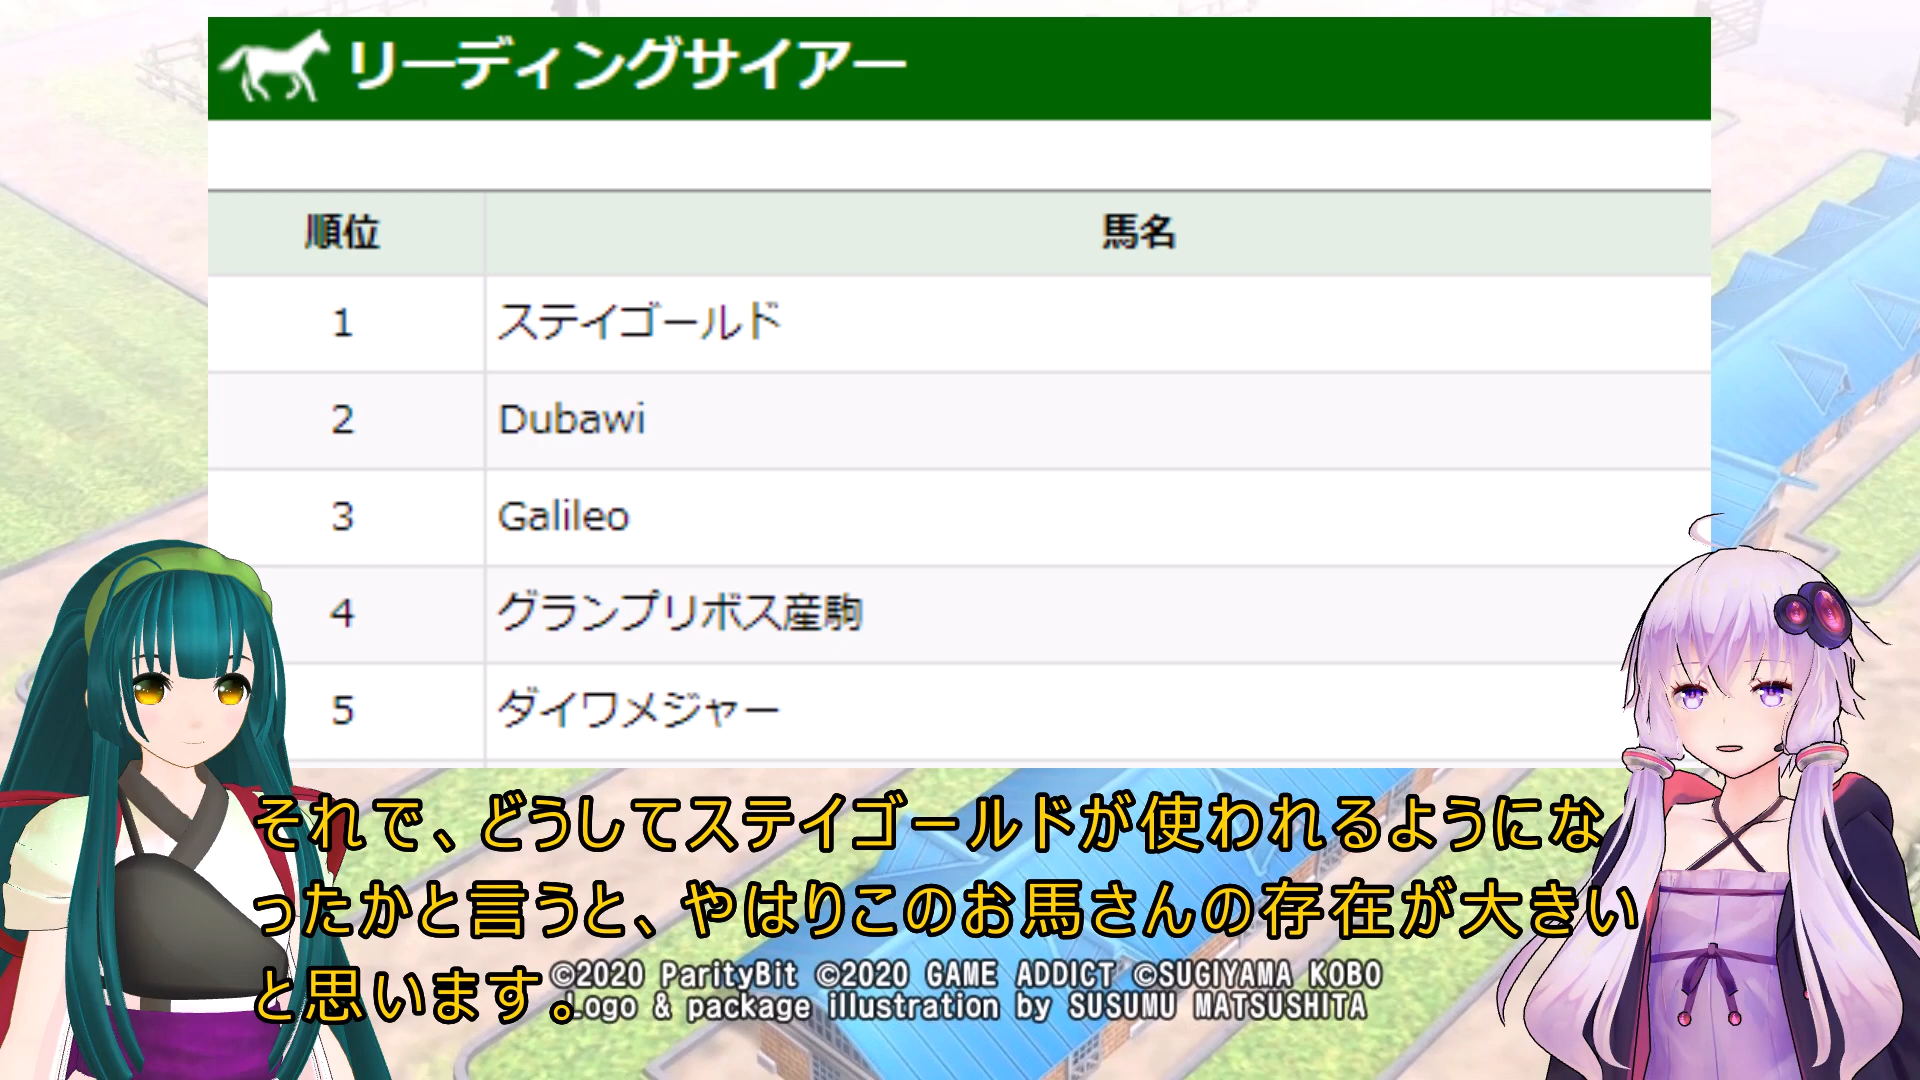 リーディングサイアー
順位 馬名
1 ステイゴールド
2 Dubawi
3 Galileo
4 グランプリボス産駒
5 ダイワメジャー
それで、どうしてステイゴールドが使われるようにな
ったかと言うと、やはりこのお馬さんの存在が大きい
と思います。
©2020 ParityBit ©2020 GAME ADDICT ©SUGIYAMA KOBO
Logo & package illustration by SUSUMU MATSUSHITA